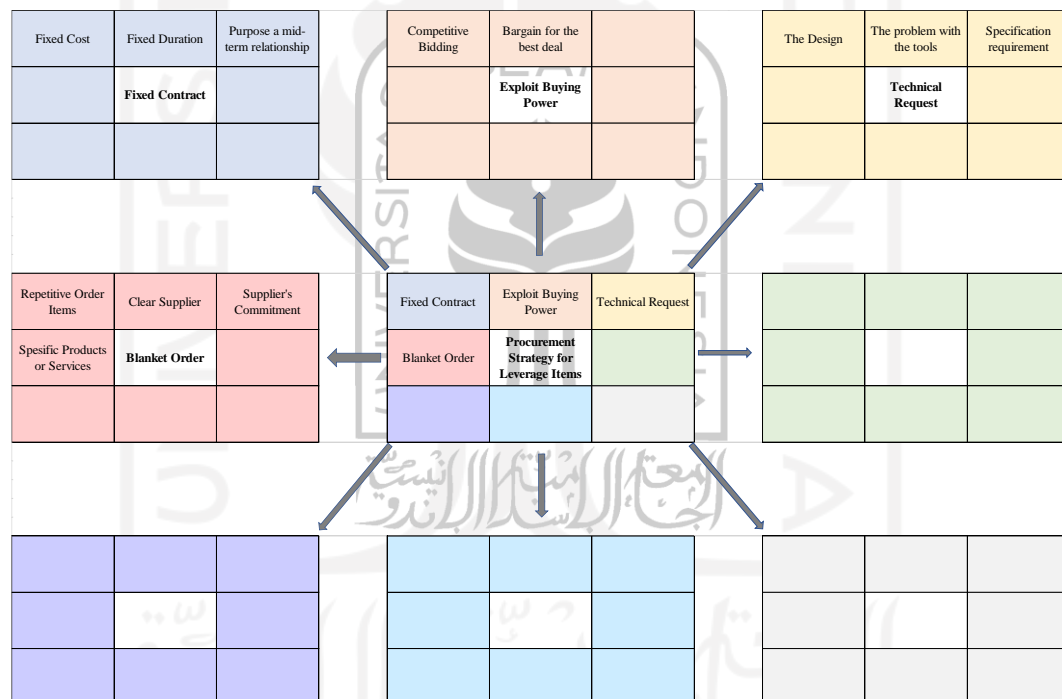 Fixed Cost
Fixed Duration
Purpose a mid-
term relationship
Fixed Contract
Competitive
Bidding
Bargain for the
best deal
Exploit Buying
Power
The Design
The problem with
the tools
Specification
requirement
Technical
Request
Repetitive Order
Items
Clear Supplier
Supplier's
Commitment
Spesific Products
or Services
Blanket Order
Fixed Contract
Exploit Buying
Power
Technical Request
Blanket Order
Procurement
Strategy for
Leverage Items